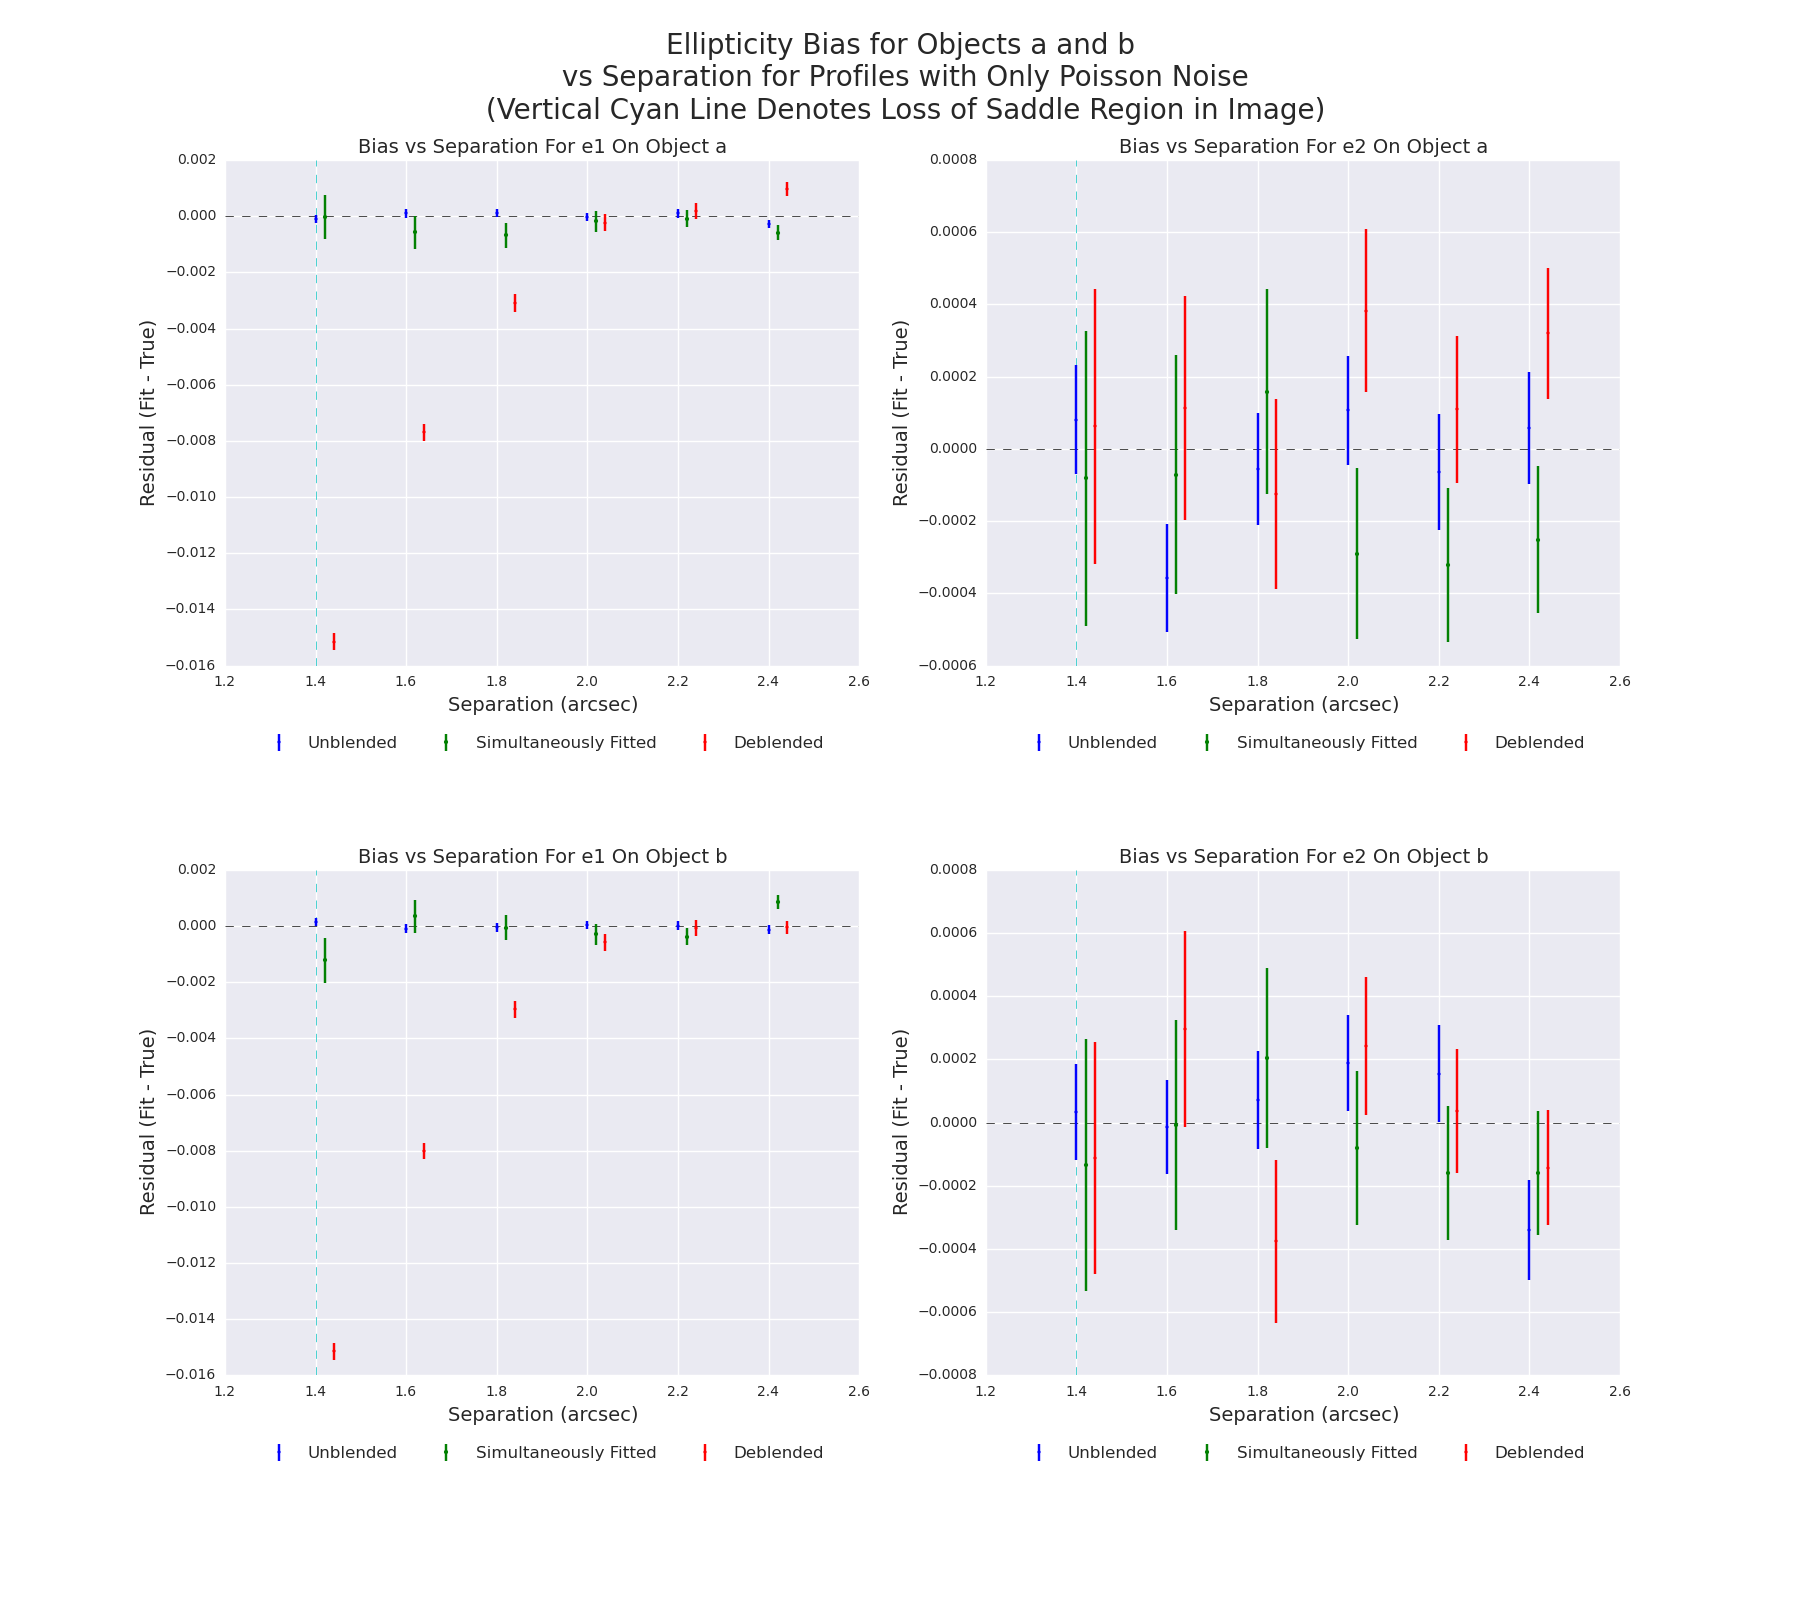 Ellipticity Bias for Objects a and b
vs Separation for Profiles with Only Poisson Noise
(Vertical Cyan Line Denotes Loss of Saddle Region in Image)
Bias vs Separation For e1 On Object a
0.002
0.000
−0.002
−0.004
−0.006
−0.008
−0.010
−0.012
−0.014
−0.016
Residual (Fit - True)
1.2 1.4 1.6 1.8 2.0 2.2 2.4 2.6
Separation (arcsec)
Unblended Simultaneously Fitted Deblended
Bias vs Separation For e2 On Object a
0.0008
0.0006
0.0004
0.0002
0.0000
−0.0002
−0.0004
−0.0006
Residual (Fit - True)
1.2 1.4 1.6 1.8 2.0 2.2 2.4 2.6
Separation (arcsec)
Unblended Simultaneously Fitted Deblended
Bias vs Separation For e1 On Object b
0.002
0.000
−0.002
−0.004
−0.006
−0.008
−0.010
−0.012
−0.014
−0.016
Residual (Fit - True)
1.2 1.4 1.6 1.8 2.0 2.2 2.4 2.6
Separation (arcsec)
Unblended Simultaneously Fitted Deblended
Bias vs Separation For e2 On Object b
0.0008
0.0006
0.0004
0.0002
0.0000
−0.0002
−0.0004
−0.0006
−0.0008
Residual (Fit - True)
1.2 1.4 1.6 1.8 2.0 2.2 2.4 2.6
Separation (arcsec)
Unblended Simultaneously Fitted Deblended